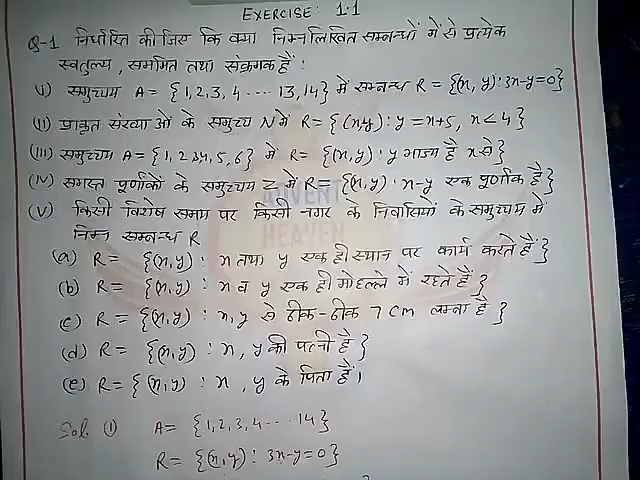 EXERCISE: 1.1
Q-1 निर्धारित कीजिए कि क्या निम्नलिखित सम्बन्धों में से प्रत्येक
स्वतुल्य, सममित तथा संक्रामक हैं:
(i) समुच्चय A = {1,2,3,4 .... 13,14} में सम्बन्ध R = {(x,y): 3x-y=0}
(II) प्राकृत संख्याओं के समुच्च N में R = {(x,y): y = x+5, x<4}
(III) समुच्चय A = {1,2 3,4,5,6} में R = {(x,y): y भाज्य है x से}
(IV) समस्त पूर्णांकों के समुच्चय Z में R = {(x,y): x-y एक पूर्णांक है}
(V) किसी विशेष समय पर किसी नगर के निवासियों के समुच्चय में
निम्न सम्बन्ध R
(a) R = {(x,y) : x तथा y एक ही स्थान पर कार्य करते हैं}
(b) R = {(x,y) : x व y एक ही मोहल्ले में रहते हैं}
(c) R = {(x,y) : x,y से ठीक-ठीक 7 cm लम्बा है}
(d) R = {(x,y) : x, y की पत्नी है}
(e) R = {(x,y) : x, y के पिता हैं।
ADVENT
HEAVEN
Sol. (1) A = {1,2,3,4 .... 14}
R = {(x,y): 3x-y=0}